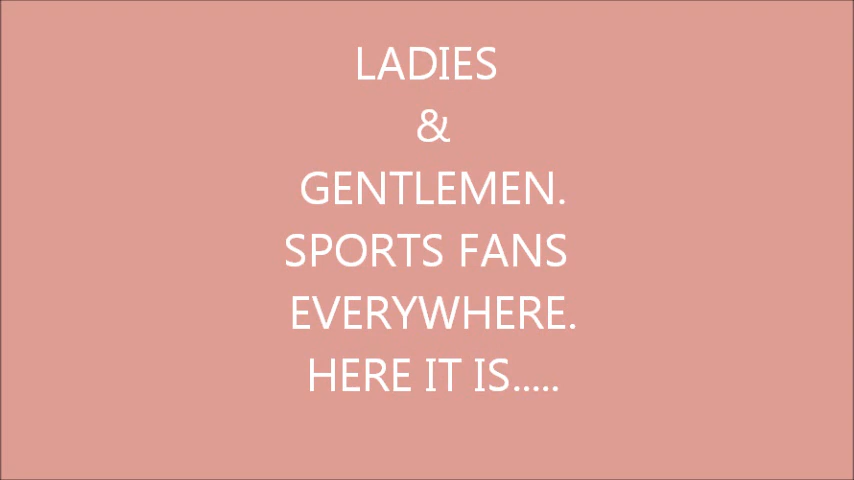 LADIES
&
GENTLEMEN.
SPORTS FANS
EVERYWHERE.
HERE IT IS.....